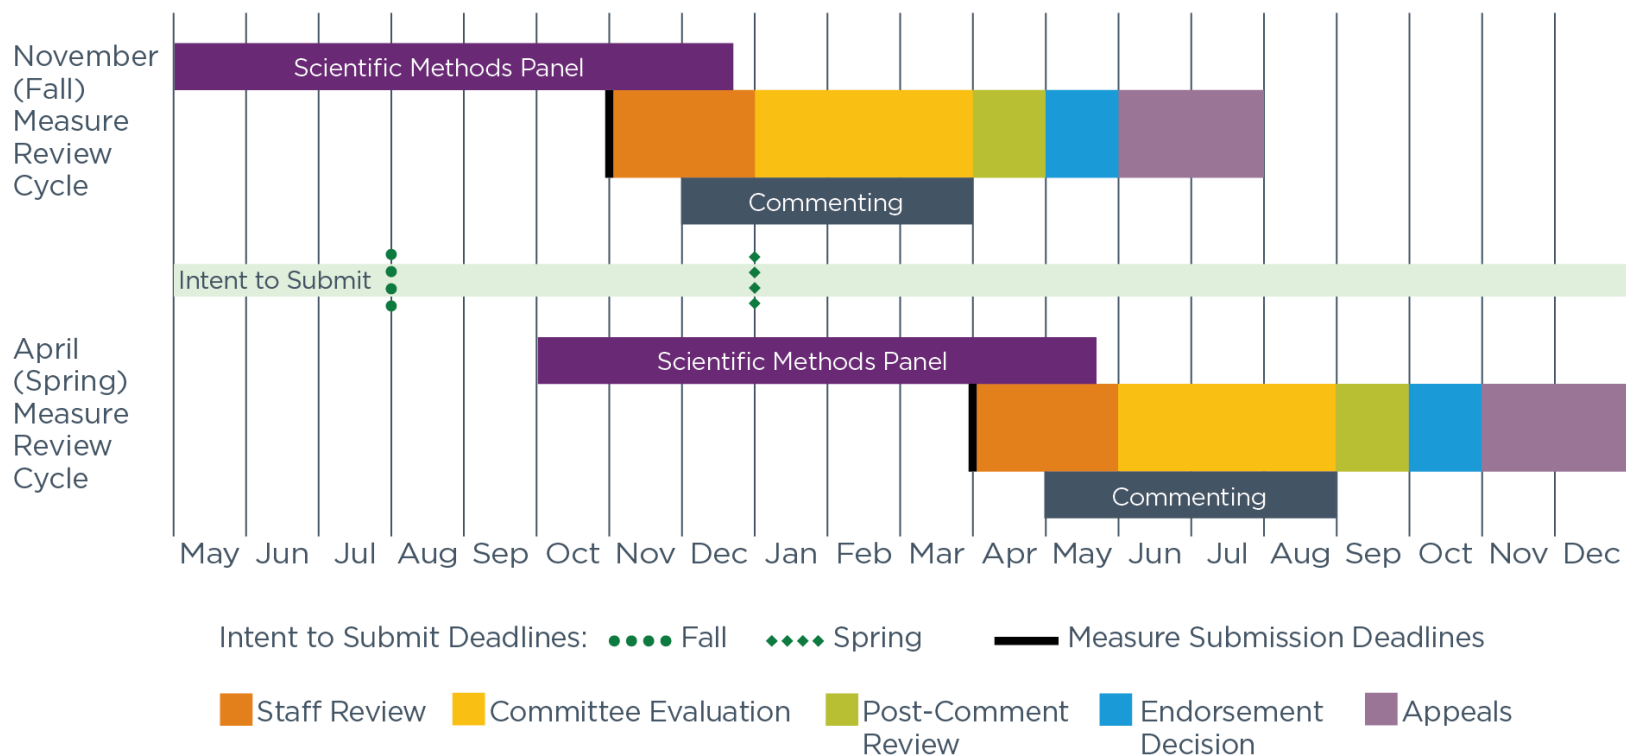 November
(Fall)
Measure
Review
Cycle
Scientific Methods Panel
Commenting
Intent to Submit
April
(Spring)
Measure
Review
Cycle
Scientific Methods Panel
Commenting
May Jun Jul Aug Sep Oct Nov Dec Jan Feb Mar Apr May Jun Jul Aug Sep Oct Nov Dec
Intent to Submit Deadlines: Fall Spring Measure Submission Deadlines
Staff Review Committee Evaluation Post-Comment Endorsement Appeals
Review Decision